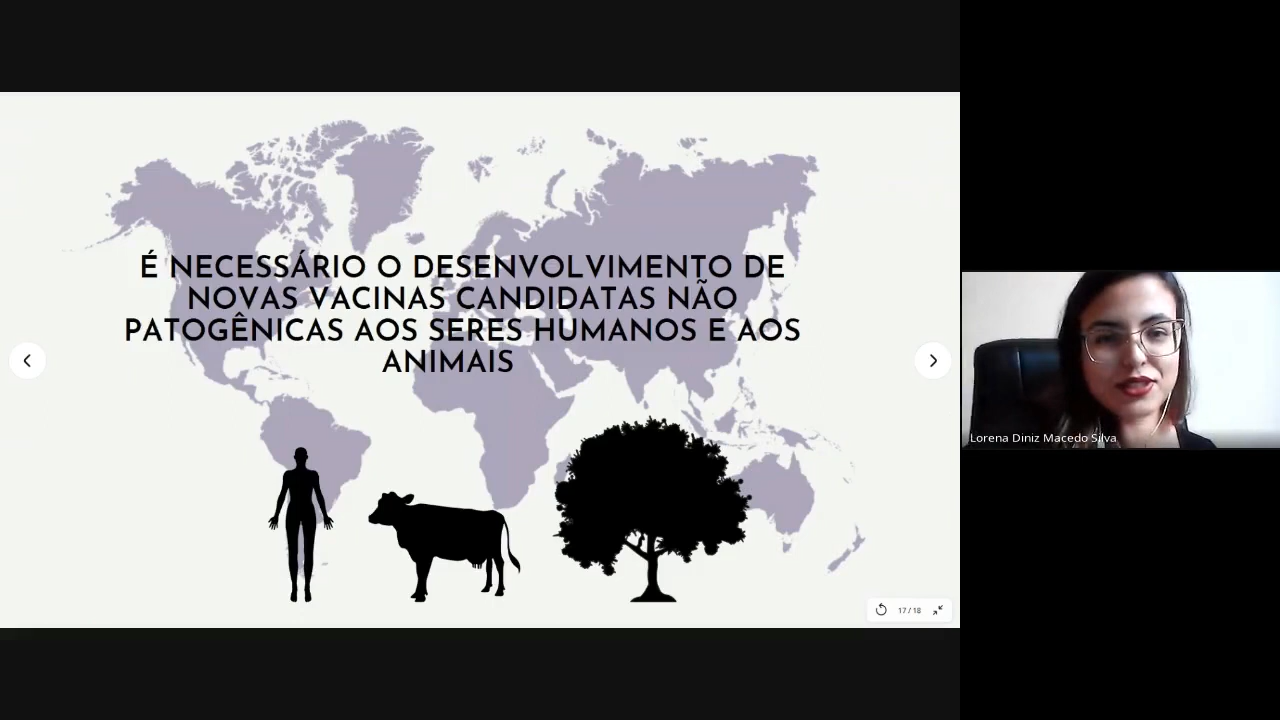 É NECESSÁRIO O DESENVOLVIMENTO DE
NOVAS VACINAS CANDIDATAS NÃO
PATOGÊNICAS AOS SERES HUMANOS E AOS
ANIMAIS
17 / 18
Lorena Diniz Macedo Silva